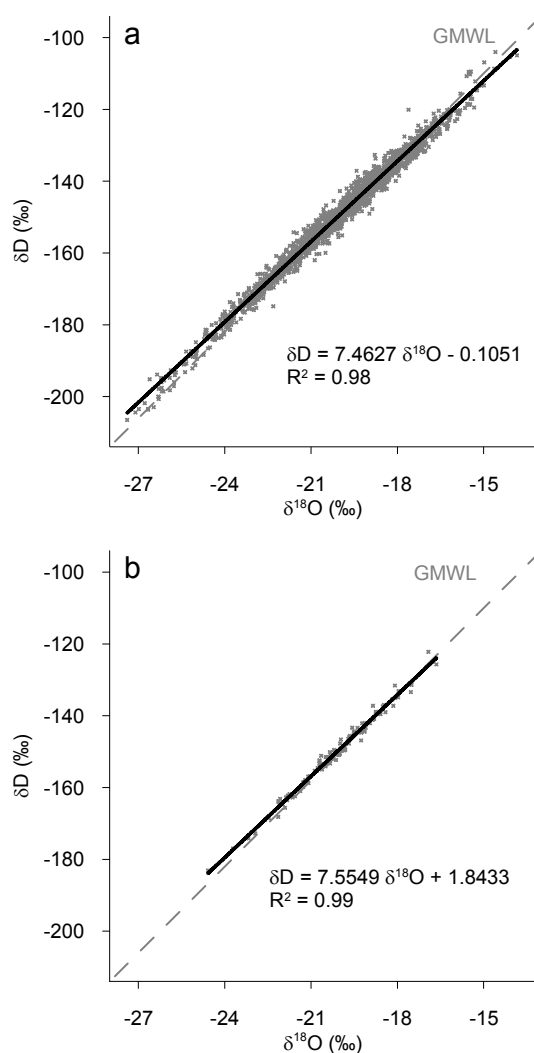 a
GMWL
-100
-120
-140
-160
-180
-200
δD (‰)
δD = 7.4627 δ¹⁸O - 0.1051
R² = 0.98
-27 -24 -21 -18 -15
δ¹⁸O (‰)
b
GMWL
-100
-120
-140
-160
-180
-200
δD (‰)
δD = 7.5549 δ¹⁸O + 1.8433
R² = 0.99
-27 -24 -21 -18 -15
δ¹⁸O (‰)